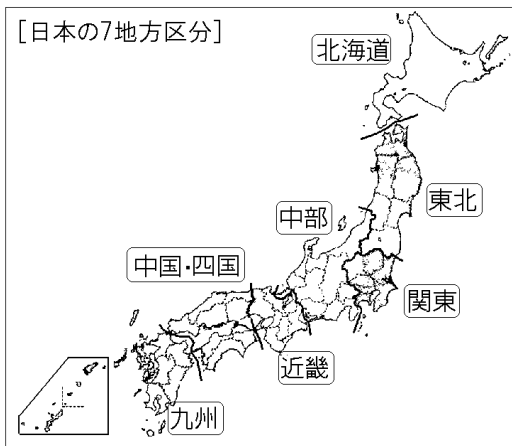 [日本の7地方区分]
北海道
東北
中部
中国・四国
関東
近畿
九州